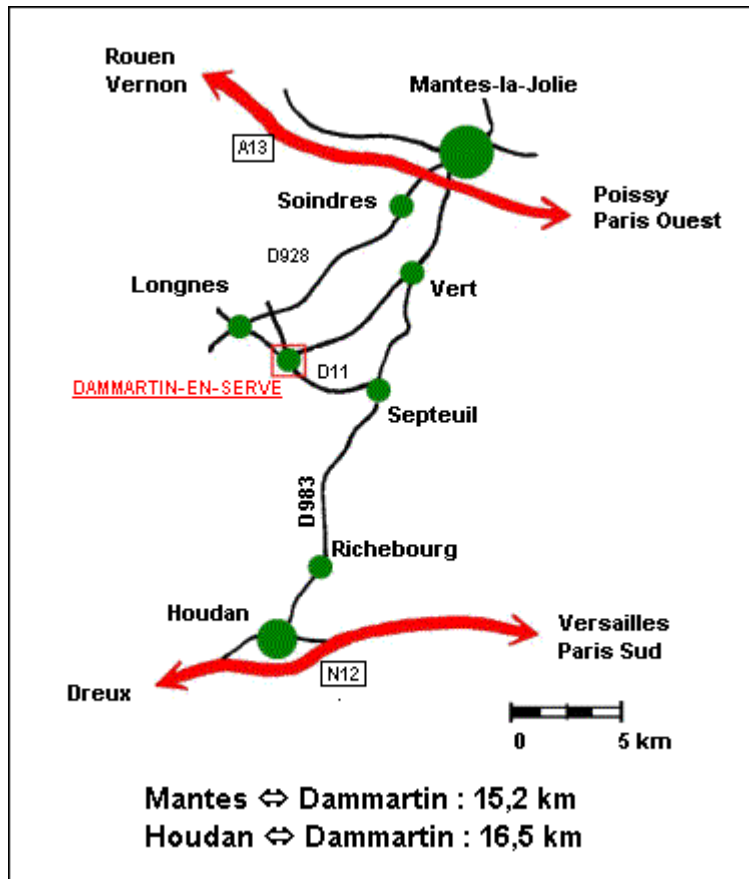 Rouen
Vernon
Mantes-la-Jolie
A13
Soindres
Poissy
Paris Ouest
D928
Longnes
Vert
D11
DAMMARTIN-EN-SERVE
Septeuil
D983
Richebourg
Houdan
Versailles
Paris Sud
N12
Dreux
0 5 km
Mantes ⇔ Dammartin : 15,2 km
Houdan ⇔ Dammartin : 16,5 km